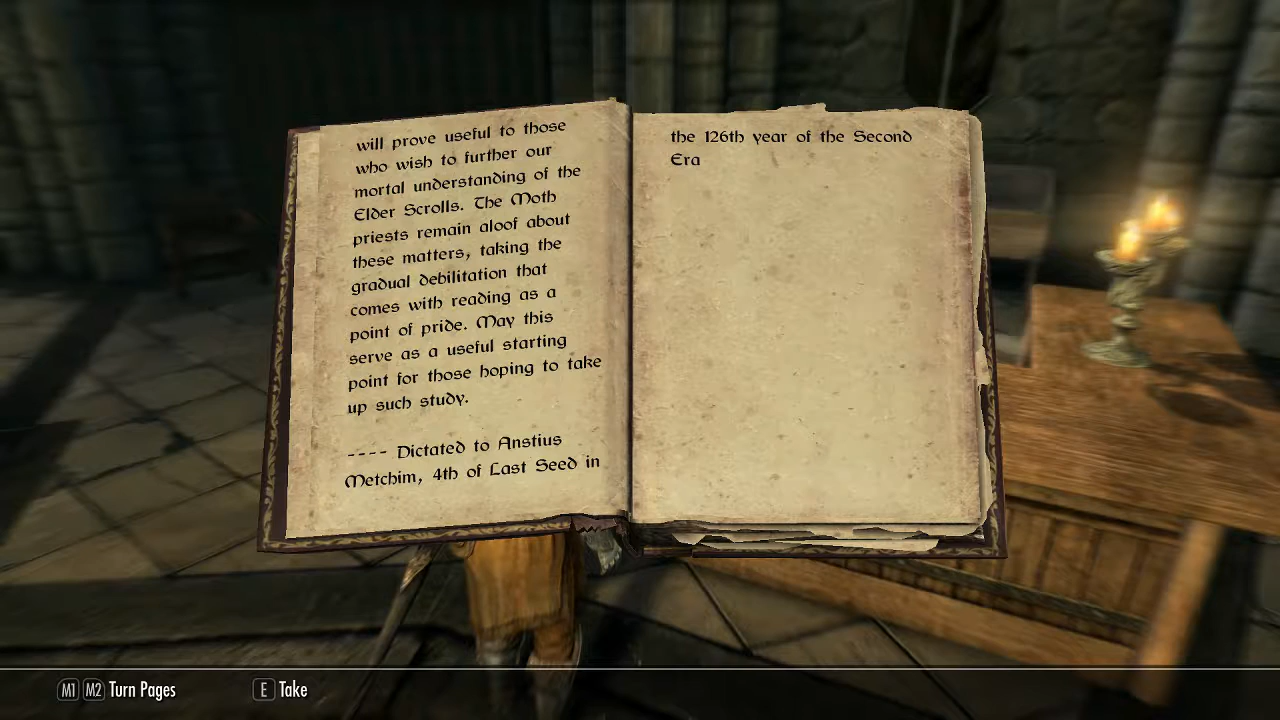 will prove useful to those
who wish to further our
mortal understanding of the
Elder Scrolls. The Moth
priests remain aloof about
these matters, taking the
gradual debilitation that
comes with reading as a
point of pride. May this
serve as a useful starting
point for those hoping to take
up such study.
---- Dictated to Anstius
Metchim, 4th of Last Seed in
the 126th year of the Second
Era
M1 M2 Turn Pages
E Take